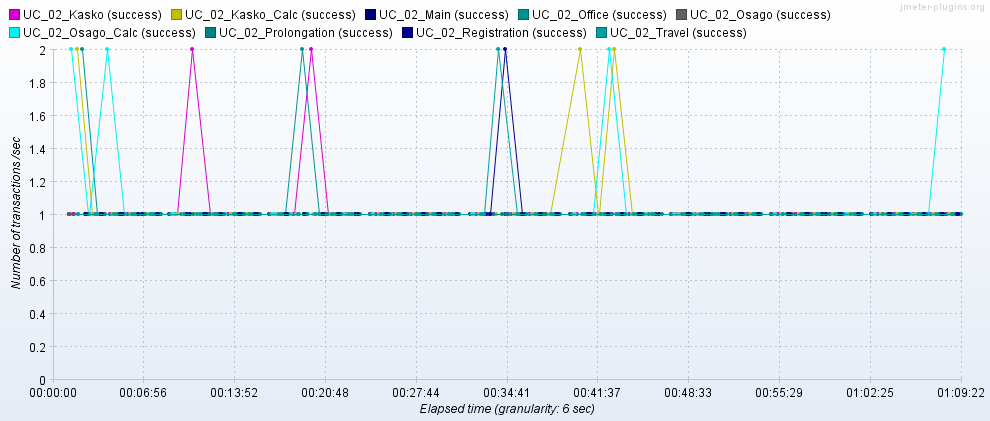 jmeter-plugins.org
UC_02_Kasko (success) UC_02_Kasko_Calc (success) UC_02_Main (success) UC_02_Office (success) UC_02_Osago (success)
UC_02_Osago_Calc (success) UC_02_Prolongation (success) UC_02_Registration (success) UC_02_Travel (success)
Number of transactions /sec
2
1.8
1.6
1.4
1.2
1
0.8
0.6
0.4
0.2
0
00:00:00 00:06:56 00:13:52 00:20:48 00:27:44 00:34:41 00:41:37 00:48:33 00:55:29 01:02:25 01:09:22
Elapsed time (granularity: 6 sec)